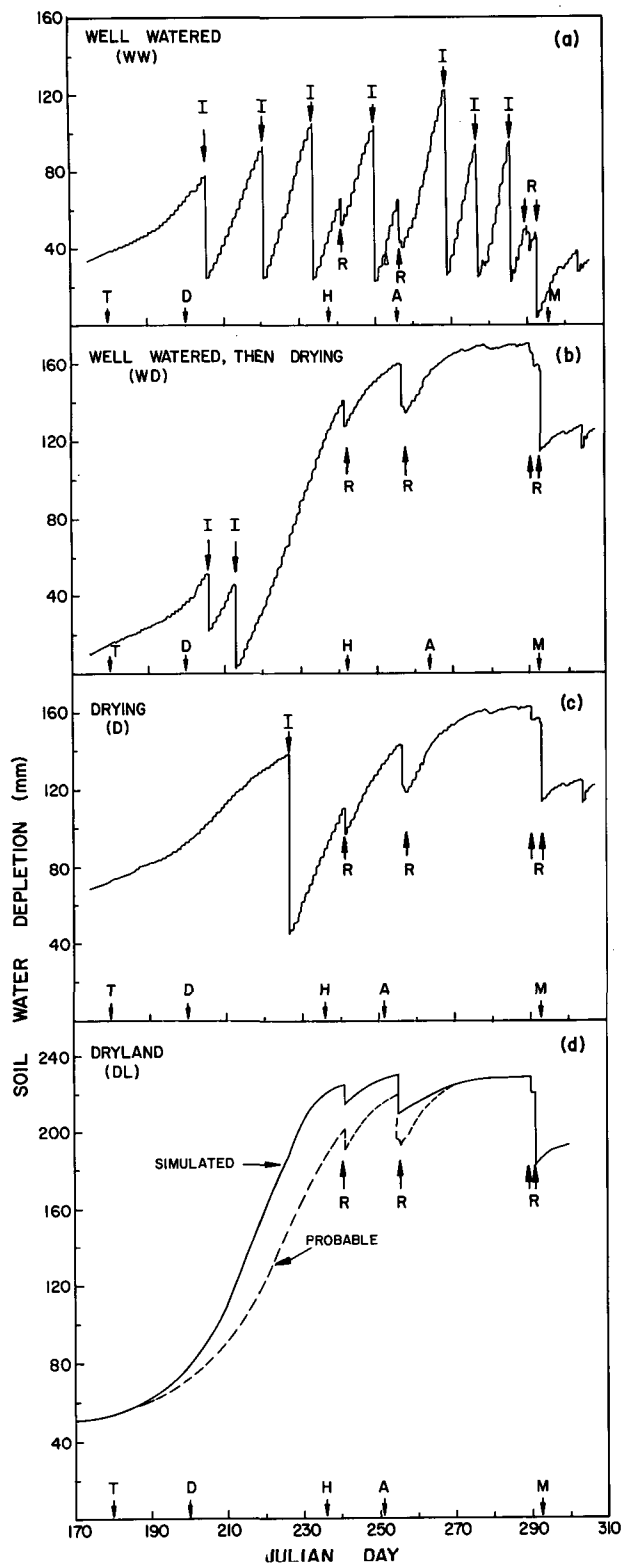 160
WELL WATERED
(WW)
(a)
I I I I I I I
120
80
R
40
R R
T D H A M
160
WELL WATERED, THEN DRYING
(WD)
(b)
120
R R R
80
I I
40
T D H A M
160
DRYING
(D)
(c)
I
120
80
R R R
40
T D H A M
SOIL WATER DEPLETION (mm)
240
DRYLAND
(DL)
(d)
200
SIMULATED
R R R
160
PROBABLE
120
80
40
T D H A M
170 190 210 230 250 270 290 310
JULIAN DAY